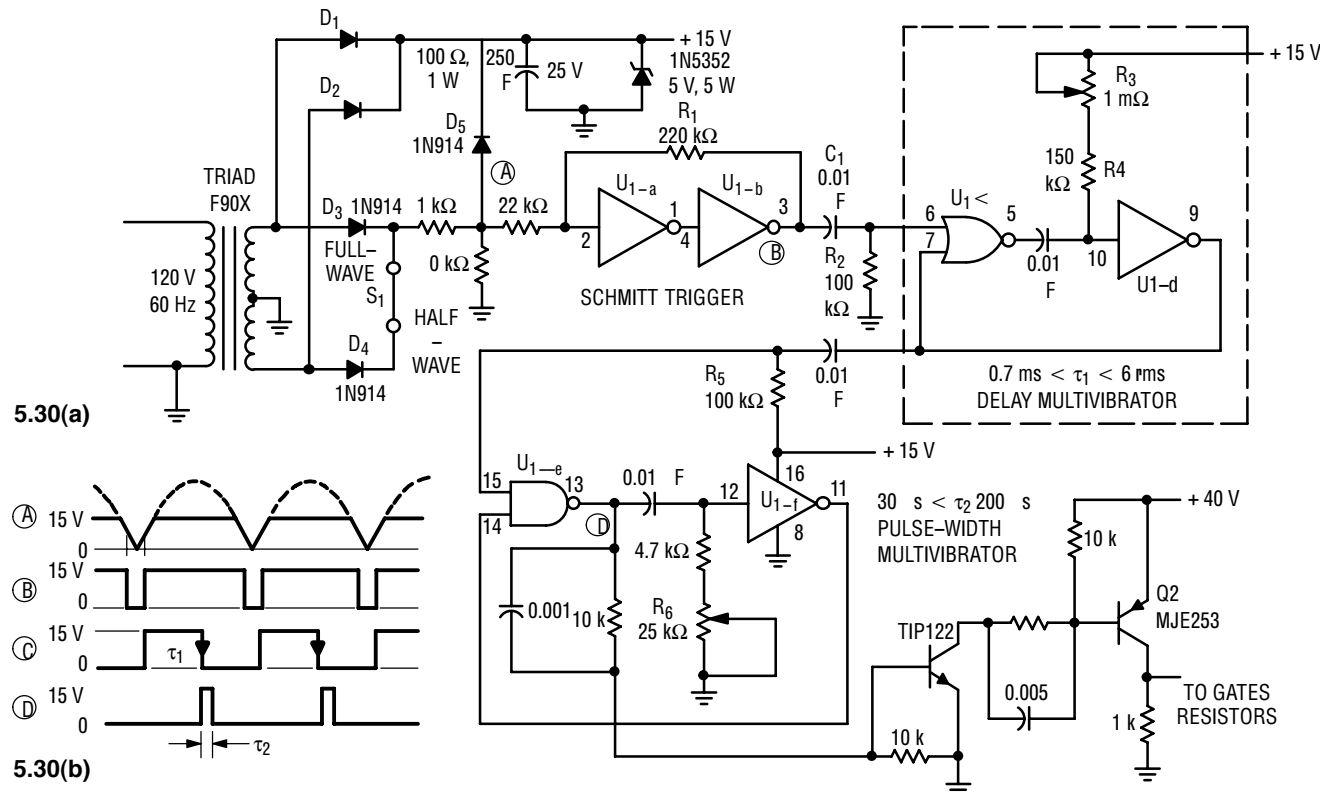 D1
D2
100 Ω,
1 W
250
F
25 V
+ 15 V
1N5352
5 V, 5 W
D5
1N914
A
R1
220 kΩ
TRIAD
F90X
D3
1N914
FULL–
WAVE
1 kΩ
22 kΩ
0 kΩ
S1
HALF
–
WAVE
120 V
60 Hz
D4
1N914
U1–a
U1–b
2
1
4
3
B
SCHMITT TRIGGER
C1
0.01
F
R2
100
kΩ
+ 15 V
R3
1 mΩ
150
kΩ
R4
U1<
6
7
5
0.01
F
10
9
U1–d
0.7 ms < τ1 < 6 rms
DELAY MULTIVIBRATOR
0.01
F
R5
100 kΩ
5.30(a)
+ 15 V
U1—e
15
14
13
D
0.01 F
12
U1–f
16
11
8
30 s < τ2 200 s
PULSE–WIDTH
MULTIVIBRATOR
4.7 kΩ
R6
25 kΩ
0.001
10 k
+ 40 V
10 k
Q2
MJE253
TIP122
0.005
10 k
1 k
TO GATES
RESISTORS
A
15 V
0
B
15 V
0
C
15 V
0
τ1
D
15 V
0
τ2
5.30(b)